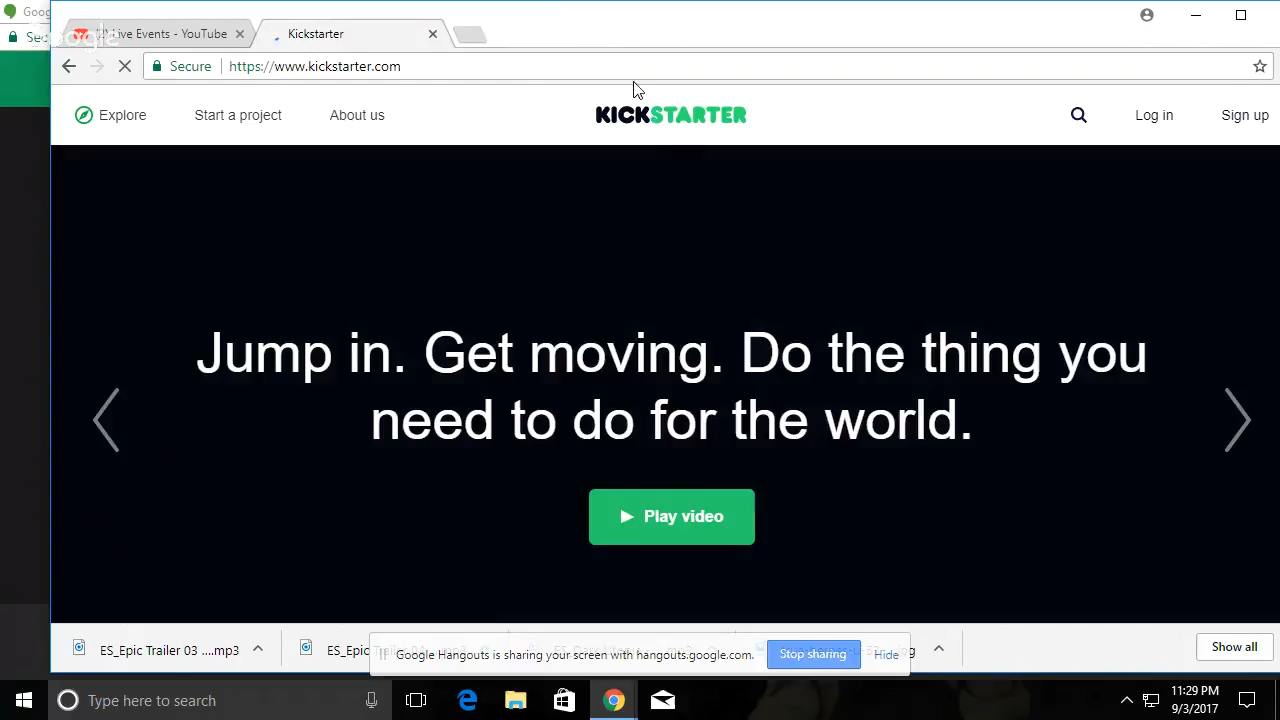 Goog
Live Events - YouTube
Kickstarter
Sec
Google
Secure
https://www.kickstarter.com
Explore
Start a project
About us
KICKSTARTER
Log in
Sign up
Jump in. Get moving. Do the thing you
need to do for the world.
Play video
ES_Epic Trailer 03 ....mp3
ES_Epic
Google Hangouts is sharing your screen with hangouts.google.com.
Stop sharing
Hide
Show all
Type here to search
11:29 PM
9/3/2017